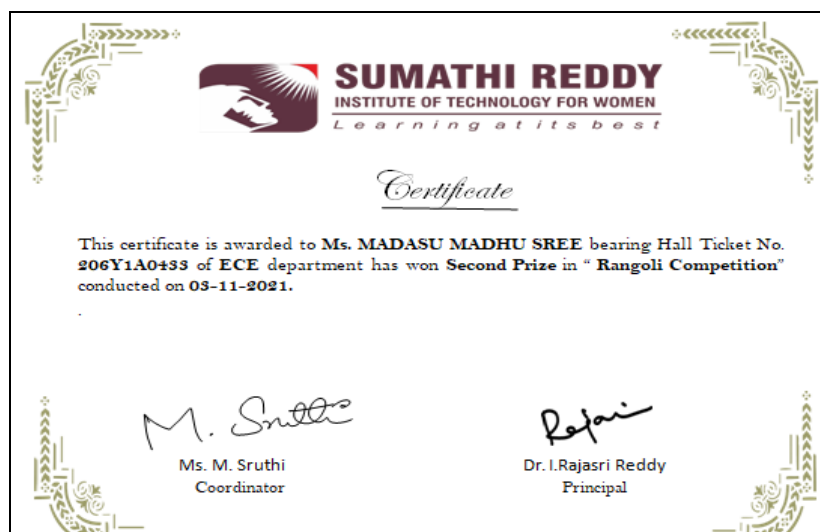 SUMATHI REDDY
INSTITUTE OF TECHNOLOGY FOR WOMEN
Learning at its best
Certificate
This certificate is awarded to Ms. MADASU MADHU SREE bearing Hall Ticket No.
206Y1A0433 of ECE department has won Second Prize in “ Rangoli Competition”
conducted on 03-11-2021.
.
M. Sruthi
Rajasri
Ms. M. Sruthi
Coordinator
Dr. I.Rajasri Reddy
Principal